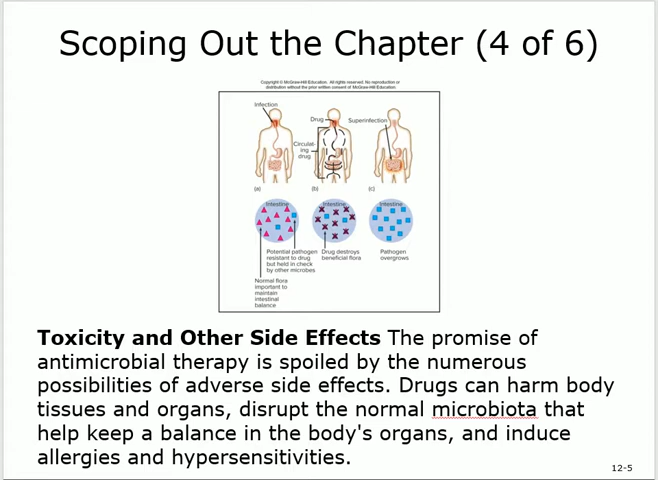 Scoping Out the Chapter (4 of 6)
Copyright © McGraw-Hill Education. All rights reserved. No reproduction or
distribution without the prior written consent of McGraw-Hill Education.
Infection
Drug
Circulat-
ing
drug
Superinfection
(a)
(b)
(c)
Intestine
Intestine
Intestine
Potential pathogen
resistant to drug
but held in check
by other microbes
Drug destroys
beneficial flora
Pathogen
overgrows
Normal flora
important to
maintain
intestinal
balance
Toxicity and Other Side Effects The promise of
antimicrobial therapy is spoiled by the numerous
possibilities of adverse side effects. Drugs can harm body
tissues and organs, disrupt the normal microbiota that
help keep a balance in the body's organs, and induce
allergies and hypersensitivities.
12-5